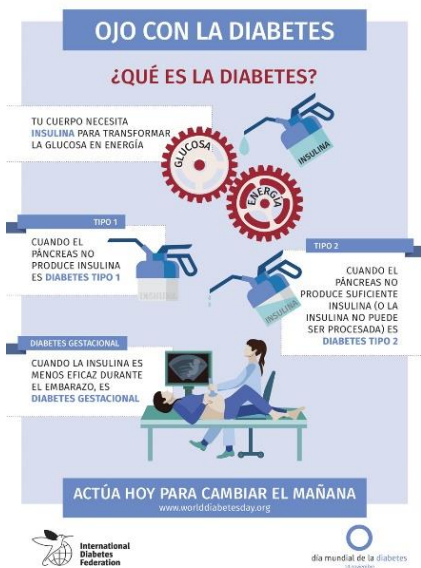 OJO CON LA DIABETES
¿QUÉ ES LA DIABETES?
TU CUERPO NECESITA
INSULINA PARA TRANSFORMAR
LA GLUCOSA EN ENERGÍA
GLUCOSA
INSULINA
ENERGÍA
TIPO 1
CUANDO EL
PÁNCREAS NO
PRODUCE INSULINA
ES DIABETES TIPO 1
INSULINA
TIPO 2
CUANDO EL
PÁNCREAS NO
PRODUCE SUFICIENTE
INSULINA (O LA
INSULINA NO PUEDE
SER PROCESADA) ES
DIABETES TIPO 2
INSULINA
DIABETES GESTACIONAL
CUANDO LA INSULINA ES
MENOS EFICAZ DURANTE
EL EMBARAZO, ES
DIABETES GESTACIONAL
ACTÚA HOY PARA CAMBIAR EL MAÑANA
www.worlddiabetesday.org
International
Diabetes
Federation
día mundial de la diabetes